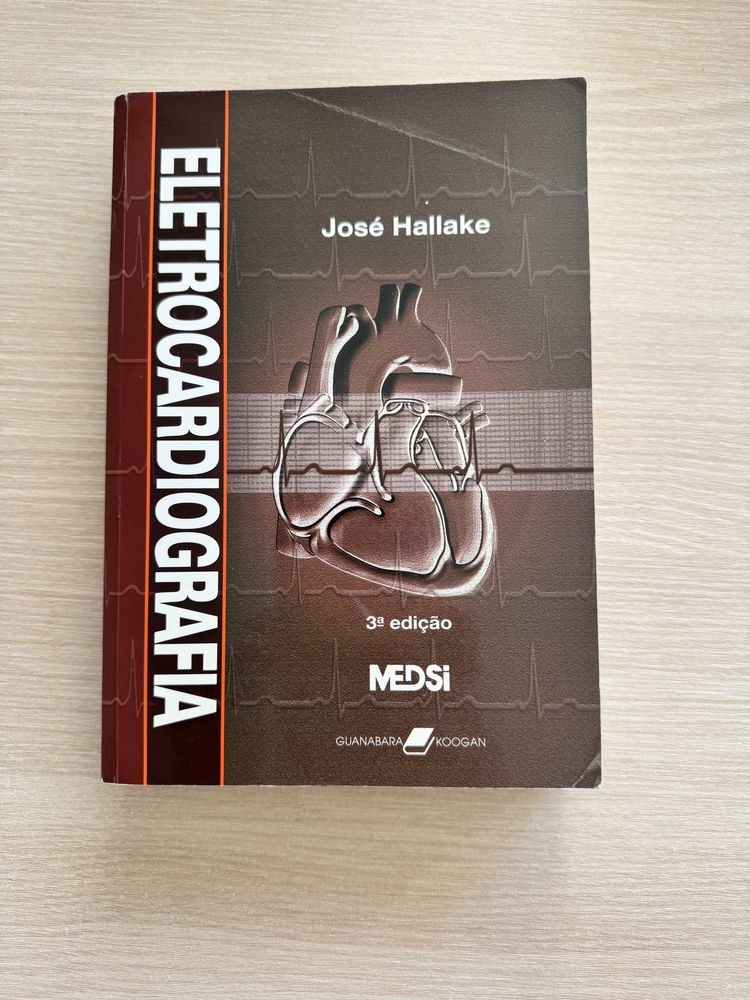 ELETROCARDIOGRAFIA
José Hallake
3ª edição
MEDSi
GUANABARA KOOGAN